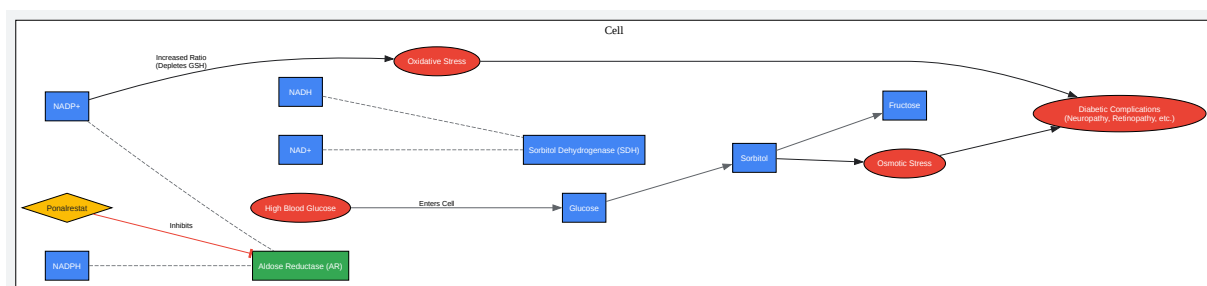 Cell
Increased Ratio
(Depletes GSH)
Oxidative Stress
NADH
NADP+
Fructose
Diabetic Complications
(Neuropathy, Retinopathy, etc.)
NAD+
Sorbitol Dehydrogenase (SDH)
Sorbitol
Osmotic Stress
Ponalrestat
High Blood Glucose
Enters Cell
Glucose
Inhibits
NADPH
Aldose Reductase (AR)